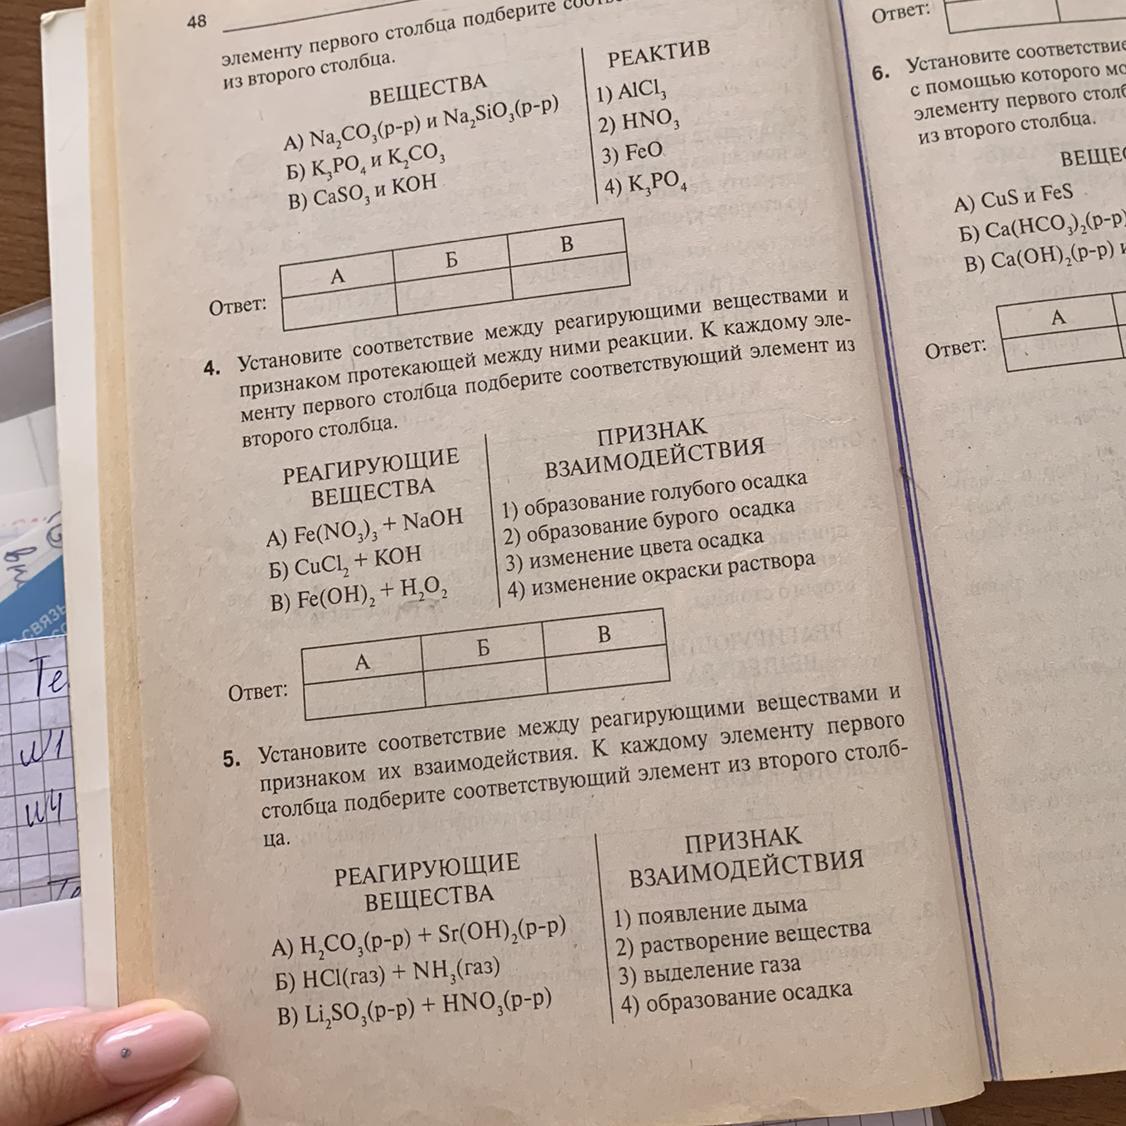 48
элементу первого столбца подберите
из второго столбца.
ВЕЩЕСТВА
РЕАКТИВ
А) Na₂CO₃(р-р) и Na₂SiO₃(р-р)
Б) K₃PO₄ и K₂CO₃
В) CaSO₃ и KOH
1) AlCl₃
2) HNO₃
3) FeO
4) K₃PO₄
А Б В
Ответ:
4. Установите соответствие между реагирующими веществами и
признаком протекающей между ними реакции. К каждому эле-
менту первого столбца подберите соответствующий элемент из
второго столбца.
РЕАГИРУЮЩИЕ
ВЕЩЕСТВА
ПРИЗНАК
ВЗАИМОДЕЙСТВИЯ
А) Fe(NO₃)₃ + NaOH
Б) CuCl₂ + KOH
В) Fe(OH)₂ + H₂O₂
1) образование голубого осадка
2) образование бурого осадка
3) изменение цвета осадка
4) изменение окраски раствора
А Б В
Ответ:
5. Установите соответствие между реагирующими веществами и
признаком их взаимодействия. К каждому элементу первого
столбца подберите соответствующий элемент из второго столб-
ца.
РЕАГИРУЮЩИЕ
ВЕЩЕСТВА
ПРИЗНАК
ВЗАИМОДЕЙСТВИЯ
А) H₂CO₃(р-р) + Sr(OH)₂(р-р)
Б) HCl(газ) + NH₃(газ)
В) Li₂SO₃(р-р) + HNO₃(р-р)
1) появление дыма
2) растворение вещества
3) выделение газа
4) образование осадка
Ответ:
6. Установите соответствие
с помощью которого
элементу первого
из второго столбца.
А) CuS и FeS
Б) Ca(HCO₃)₂(р-р)
В) Ca(OH)₂(р-р) и
А
Ответ:
СВЯЗЬ
Те
№1
№4